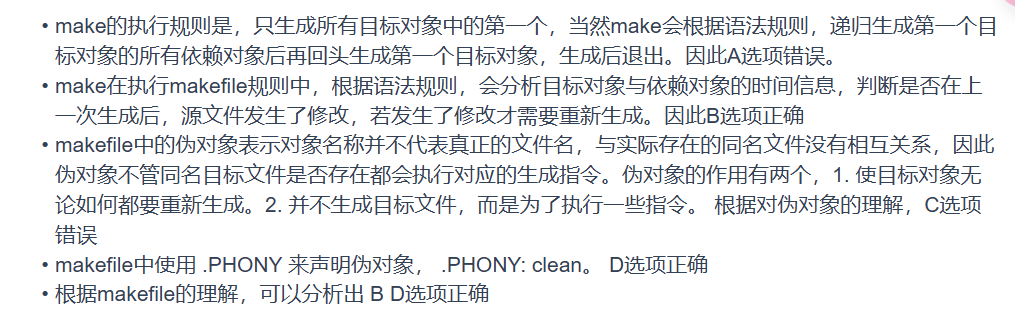 • make的执行规则是，只生成所有目标对象中的第一个，当然make会根据语法规则，递归生成第一个目
标对象的所有依赖对象后再回头生成第一个目标对象，生成后退出。因此A选项错误。
• make在执行makefile规则中，根据语法规则，会分析目标对象与依赖对象的时间信息，判断是否在上
一次生成后，源文件发生了修改，若发生了修改才需要重新生成。因此B选项正确
• makefile中的伪对象表示对象名称并不代表真正的文件名，与实际存在的同名文件没有相互关系，因此
伪对象不管同名目标文件是否存在都会执行对应的生成指令。伪对象的作用有两个，1. 使目标对象无
论如何都要重新生成。2. 并不生成目标文件，而是为了执行一些指令。 根据对伪对象的理解，C选项
错误
• makefile中使用 .PHONY 来声明伪对象， .PHONY: clean。 D选项正确
• 根据makefile的理解，可以分析出 B D选项正确